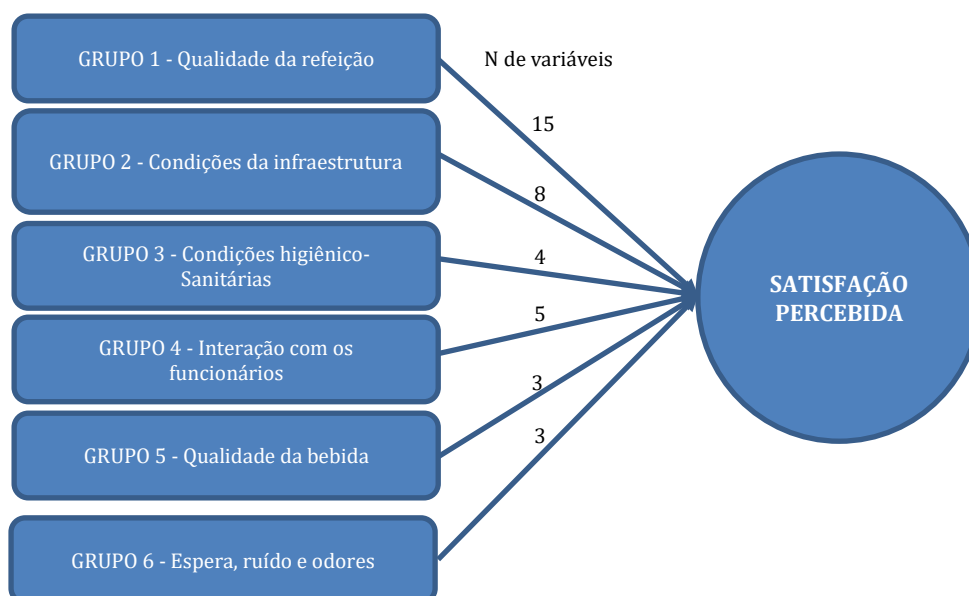 GRUPO 1 - Qualidade da refeição
N de variáveis
15
GRUPO 2 - Condições da infraestrutura
8
GRUPO 3 - Condições higiênico-
Sanitárias
4
SATISFAÇÃO
PERCEBIDA
GRUPO 4 - Interação com os
funcionários
5
GRUPO 5 - Qualidade da bebida
3
GRUPO 6 - Espera, ruído e odores
3